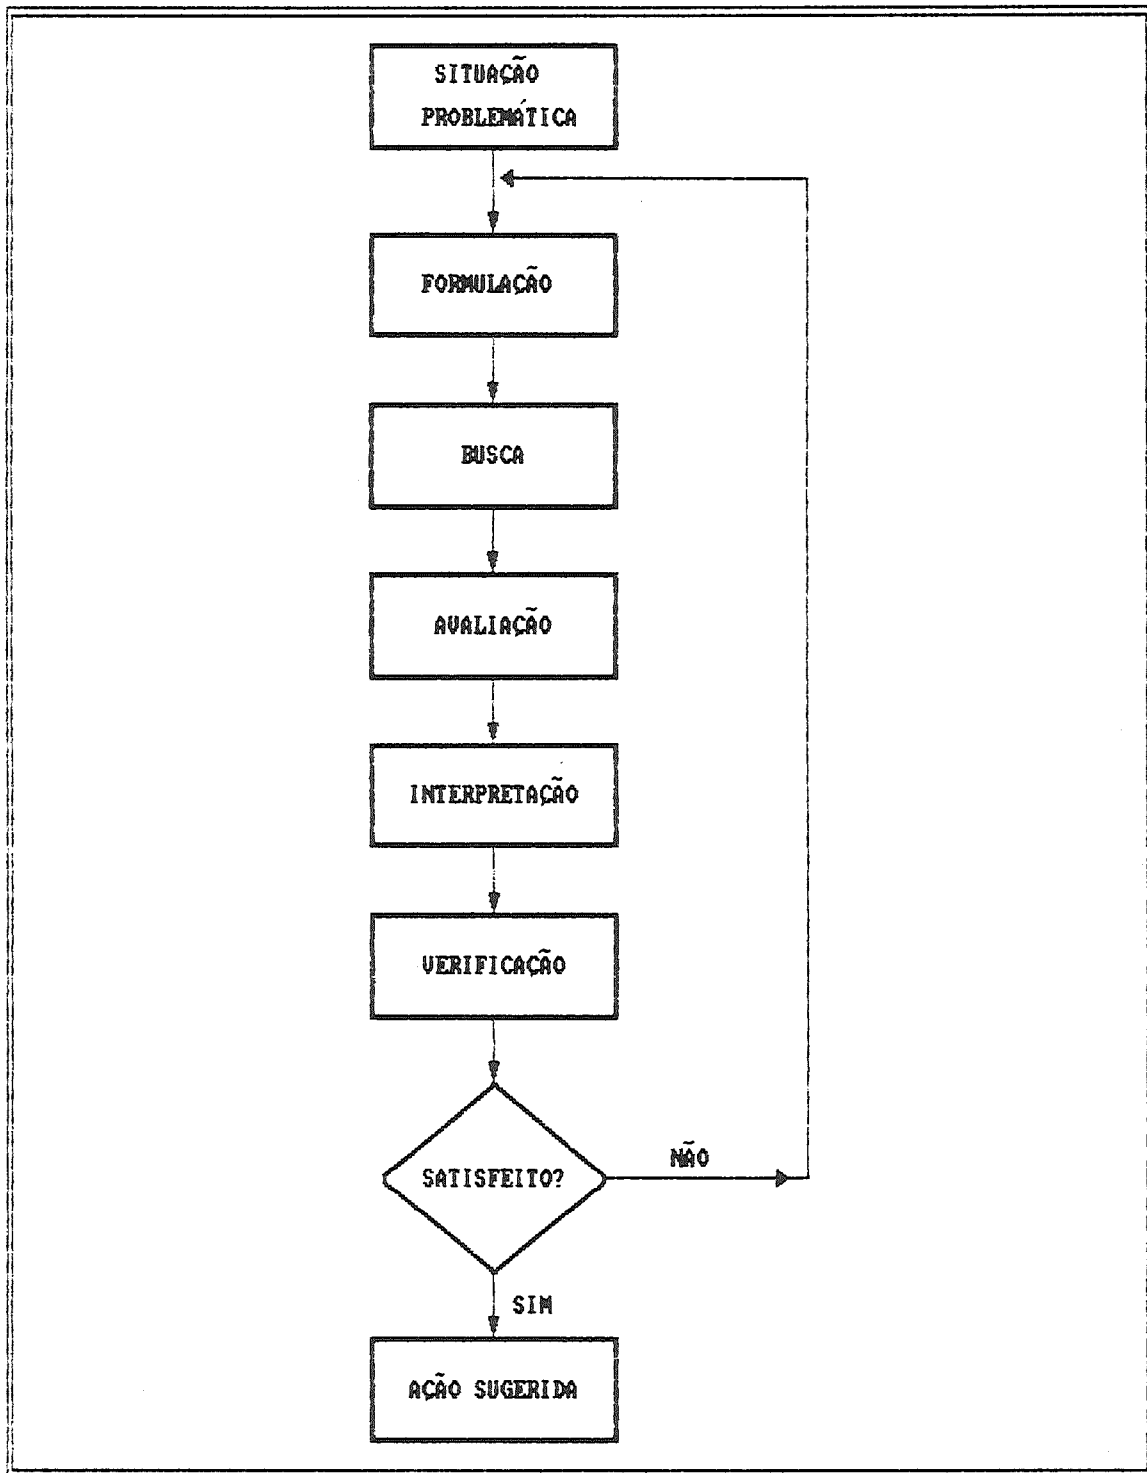 SITUAÇÃO
PROBLEMÁTICA
FORMULAÇÃO
BUSCA
AVALIAÇÃO
INTERPRETAÇÃO
VERIFICAÇÃO
SATISFEITO?
NÃO
SIM
AÇÃO SUGERIDA